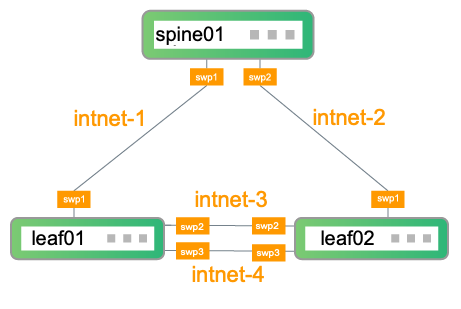 spine01
swp1
swp2
intnet-1
intnet-2
swp1
swp1
intnet-3
leaf01
swp2
swp2
leaf02
swp3
swp3
intnet-4